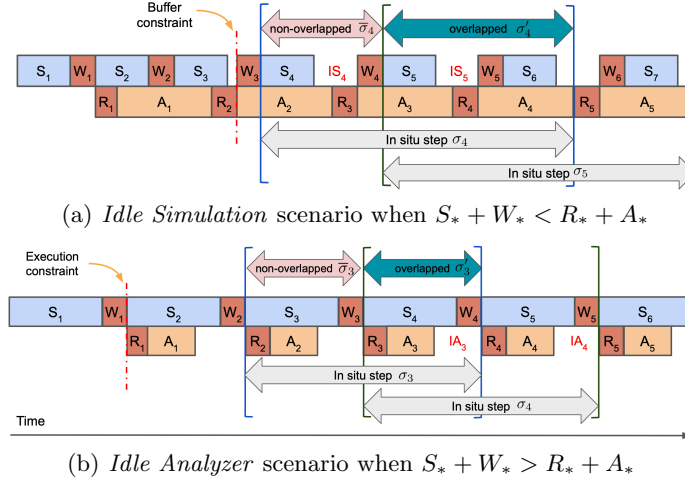 Buffer
constraint
non-overlapped σ̅₄
overlapped σ′₄
S₁ W₁ S₂ W₂ S₃ W₃ S₄ IS₄ W₄ S₅ IS₅ W₅ S₆ W₆ S₇
R₁ A₁ R₂ A₂ R₃ A₃ R₄ A₄ R₅ A₅
In situ step σ₄
In situ step σ₅
(a) Idle Simulation scenario when S∗ + W∗ < R∗ + A∗
Execution
constraint
non-overlapped σ̅₃
overlapped σ′₃
S₁ W₁ S₂ W₂ S₃ W₃ S₄ W₄ S₅ W₅ S₆
R₁ A₁ R₂ A₂ R₃ A₃ IA₃ R₄ A₄ IA₄ R₅ A₅
In situ step σ₃
In situ step σ₄
Time
(b) Idle Analyzer scenario when S∗ + W∗ > R∗ + A∗